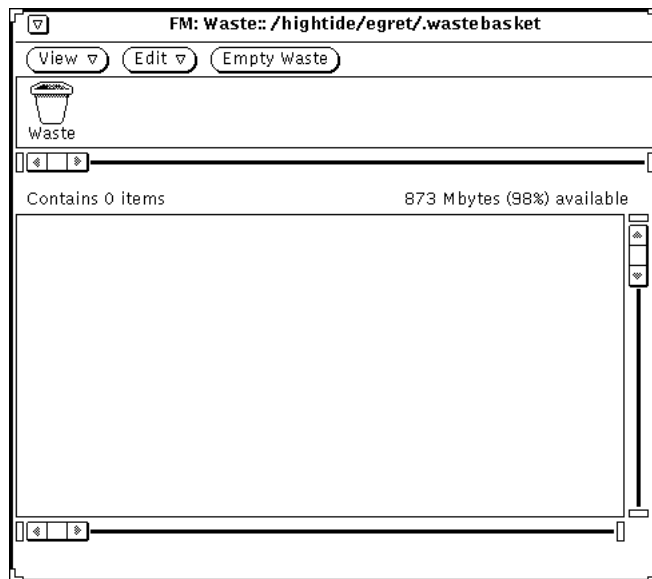 FM: Waste:: /hightide/egret/.wastebasket
View Edit Empty Waste
Waste
Contains 0 items 873 Mbytes (98%) available